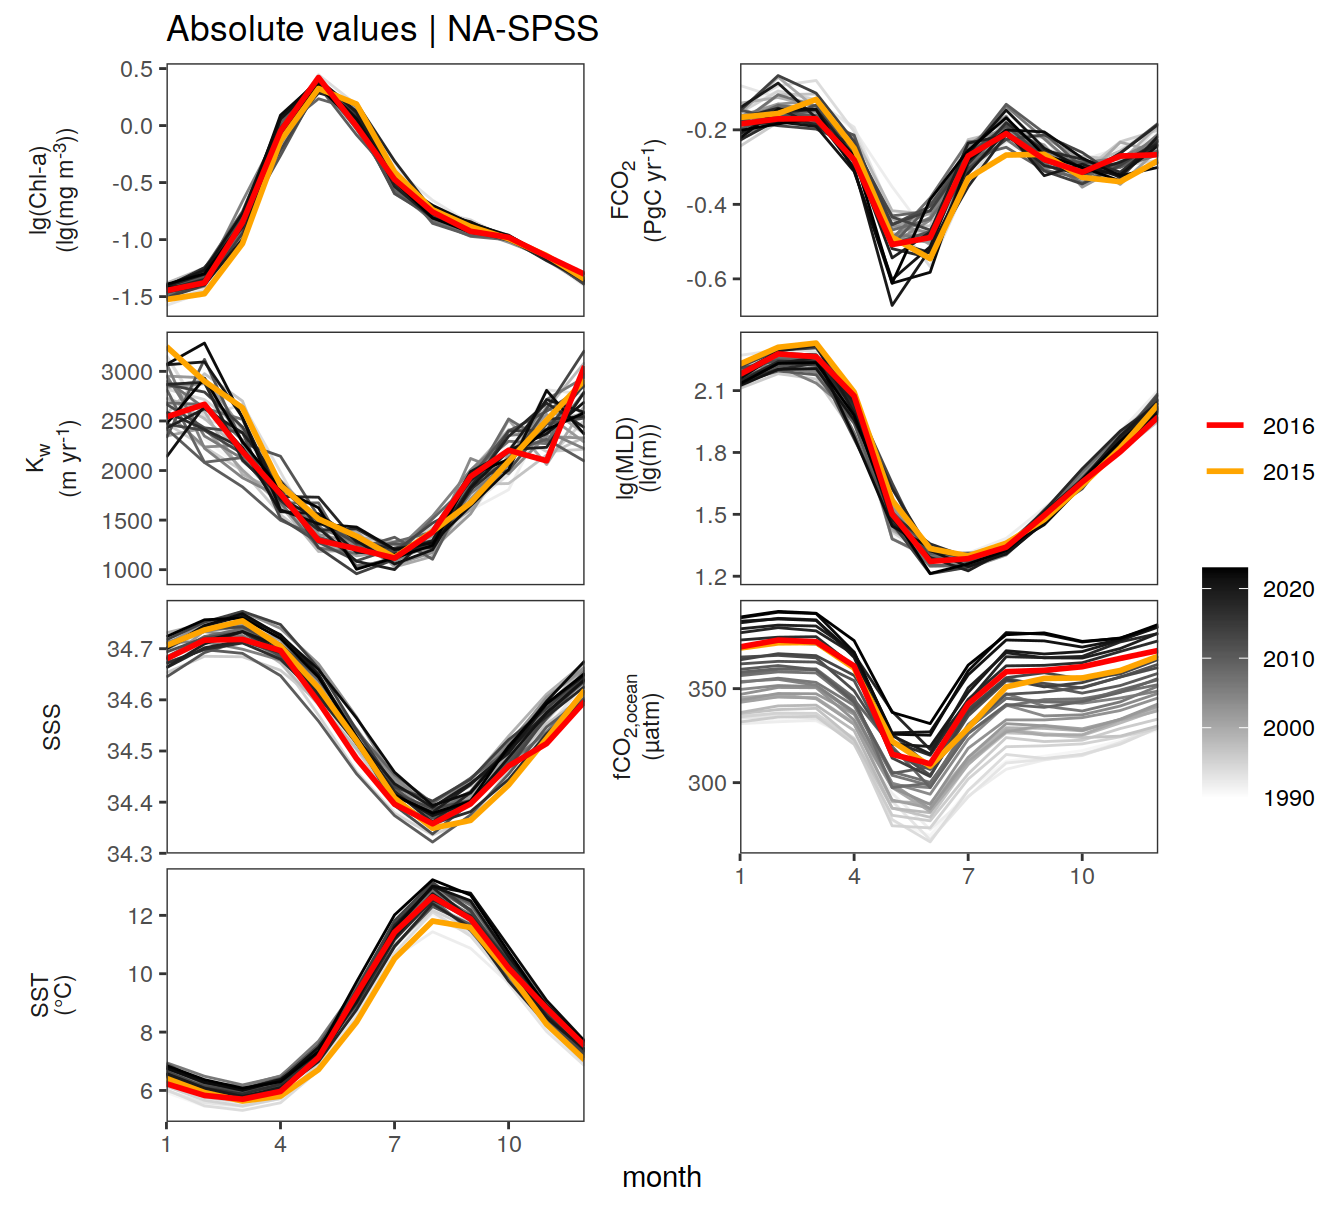 Absolute values | NA-SPSS
lg(Chl-a)
(lg(mg m-3))
0.5
0.0
-0.5
-1.0
-1.5
FCO2
(PgC yr-1)
-0.2
-0.4
-0.6
Kw
(m yr-1)
3000
2500
2000
1500
1000
lg(MLD)
(lg(m))
2.1
1.8
1.5
1.2
SSS
34.7
34.6
34.5
34.4
34.3
fCO2,ocean
(µatm)
350
300
1 4 7 10
SST
(°C)
12
10
8
6
1 4 7 10
month
2016
2015
2020
2010
2000
1990